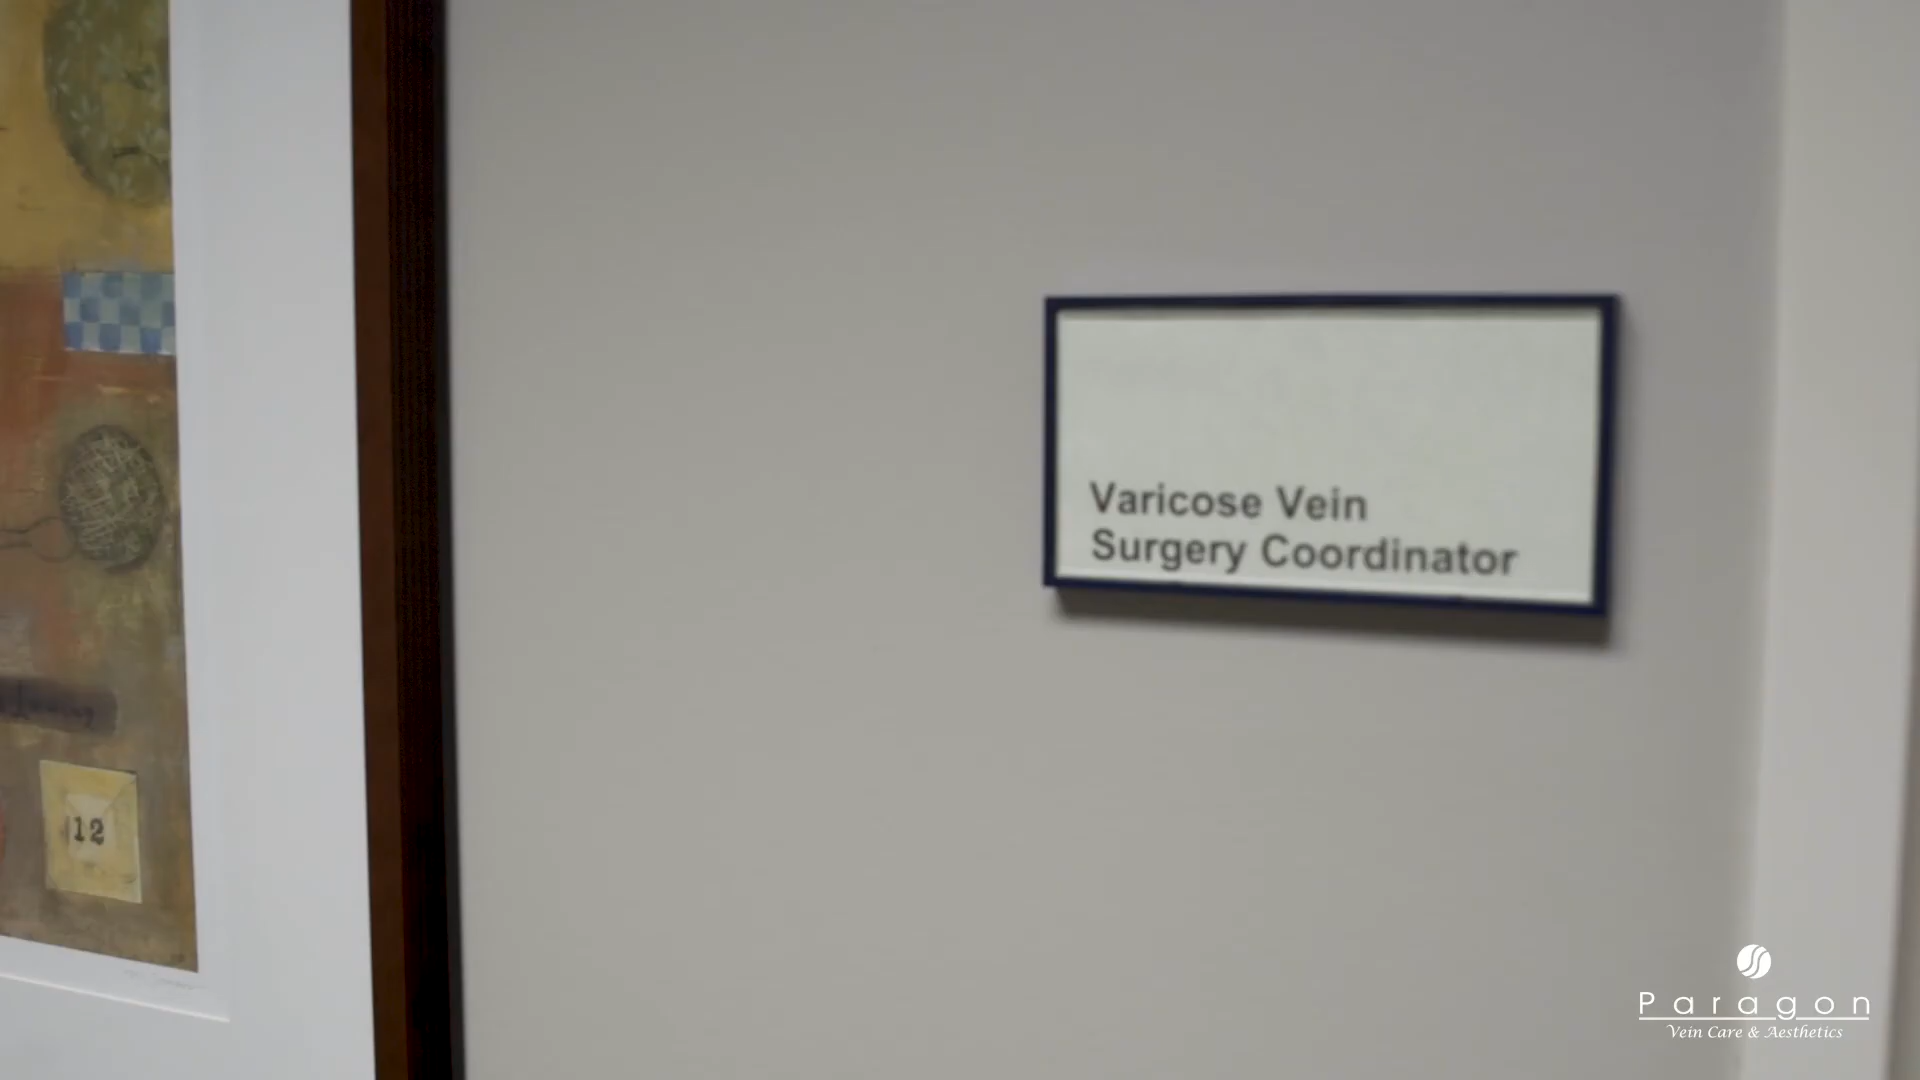 Varicose Vein
Surgery Coordinator
12
Paragon
Vein Care & Aesthetics